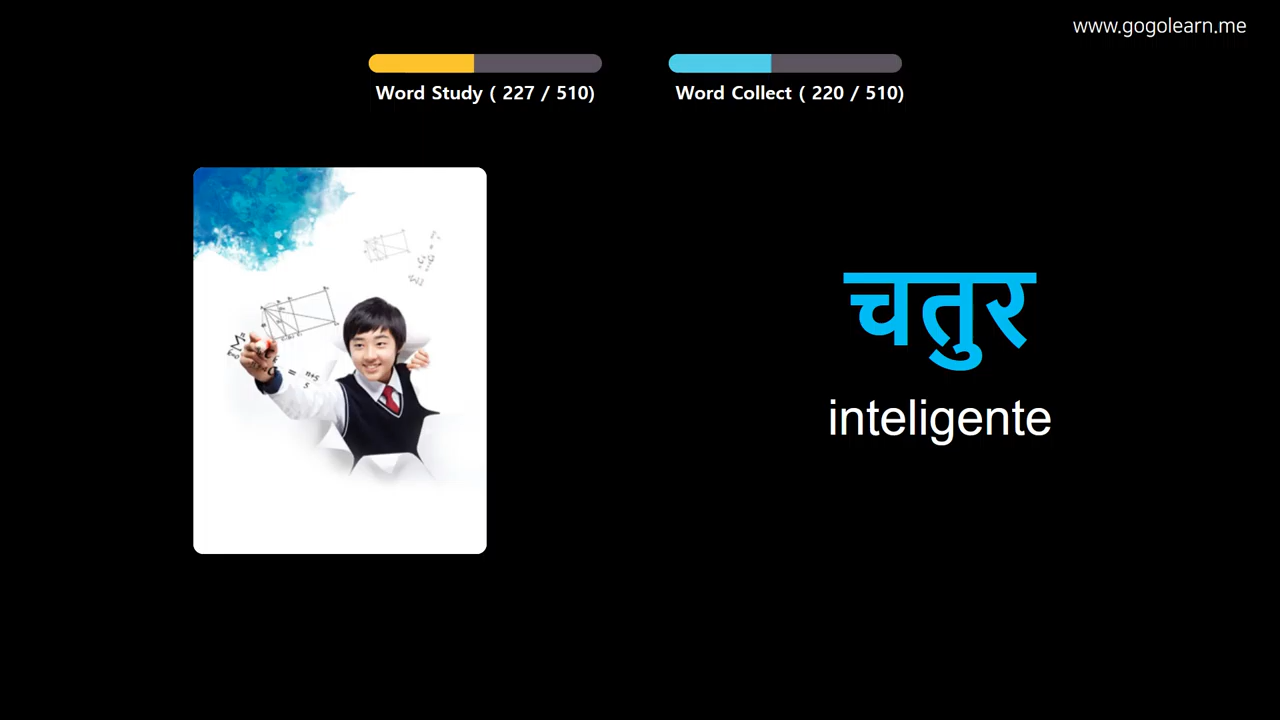 www.gogolearn.me
Word Study ( 227 / 510)
Word Collect ( 220 / 510)
चतुर
inteligente